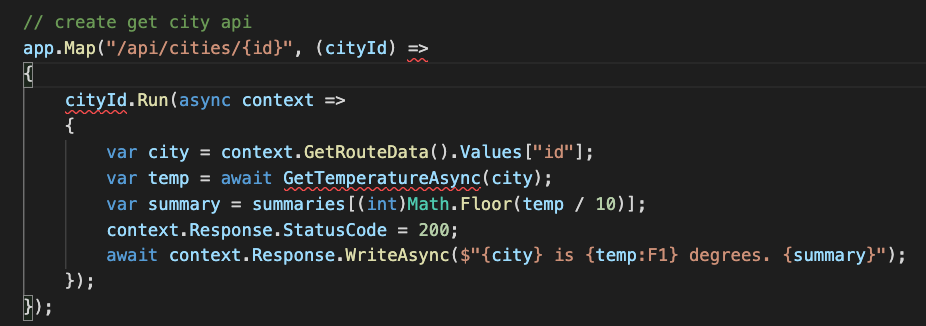 // create get city api
app.Map("/api/cities/{id}", (cityId) =>
{
    cityId.Run(async context =>
    {
        var city = context.GetRouteData().Values["id"];
        var temp = await GetTemperatureAsync(city);
        var summary = summaries[(int)Math.Floor(temp / 10)];
        context.Response.StatusCode = 200;
        await context.Response.WriteAsync($"{city} is {temp:F1} degrees. {summary}");
    });
});